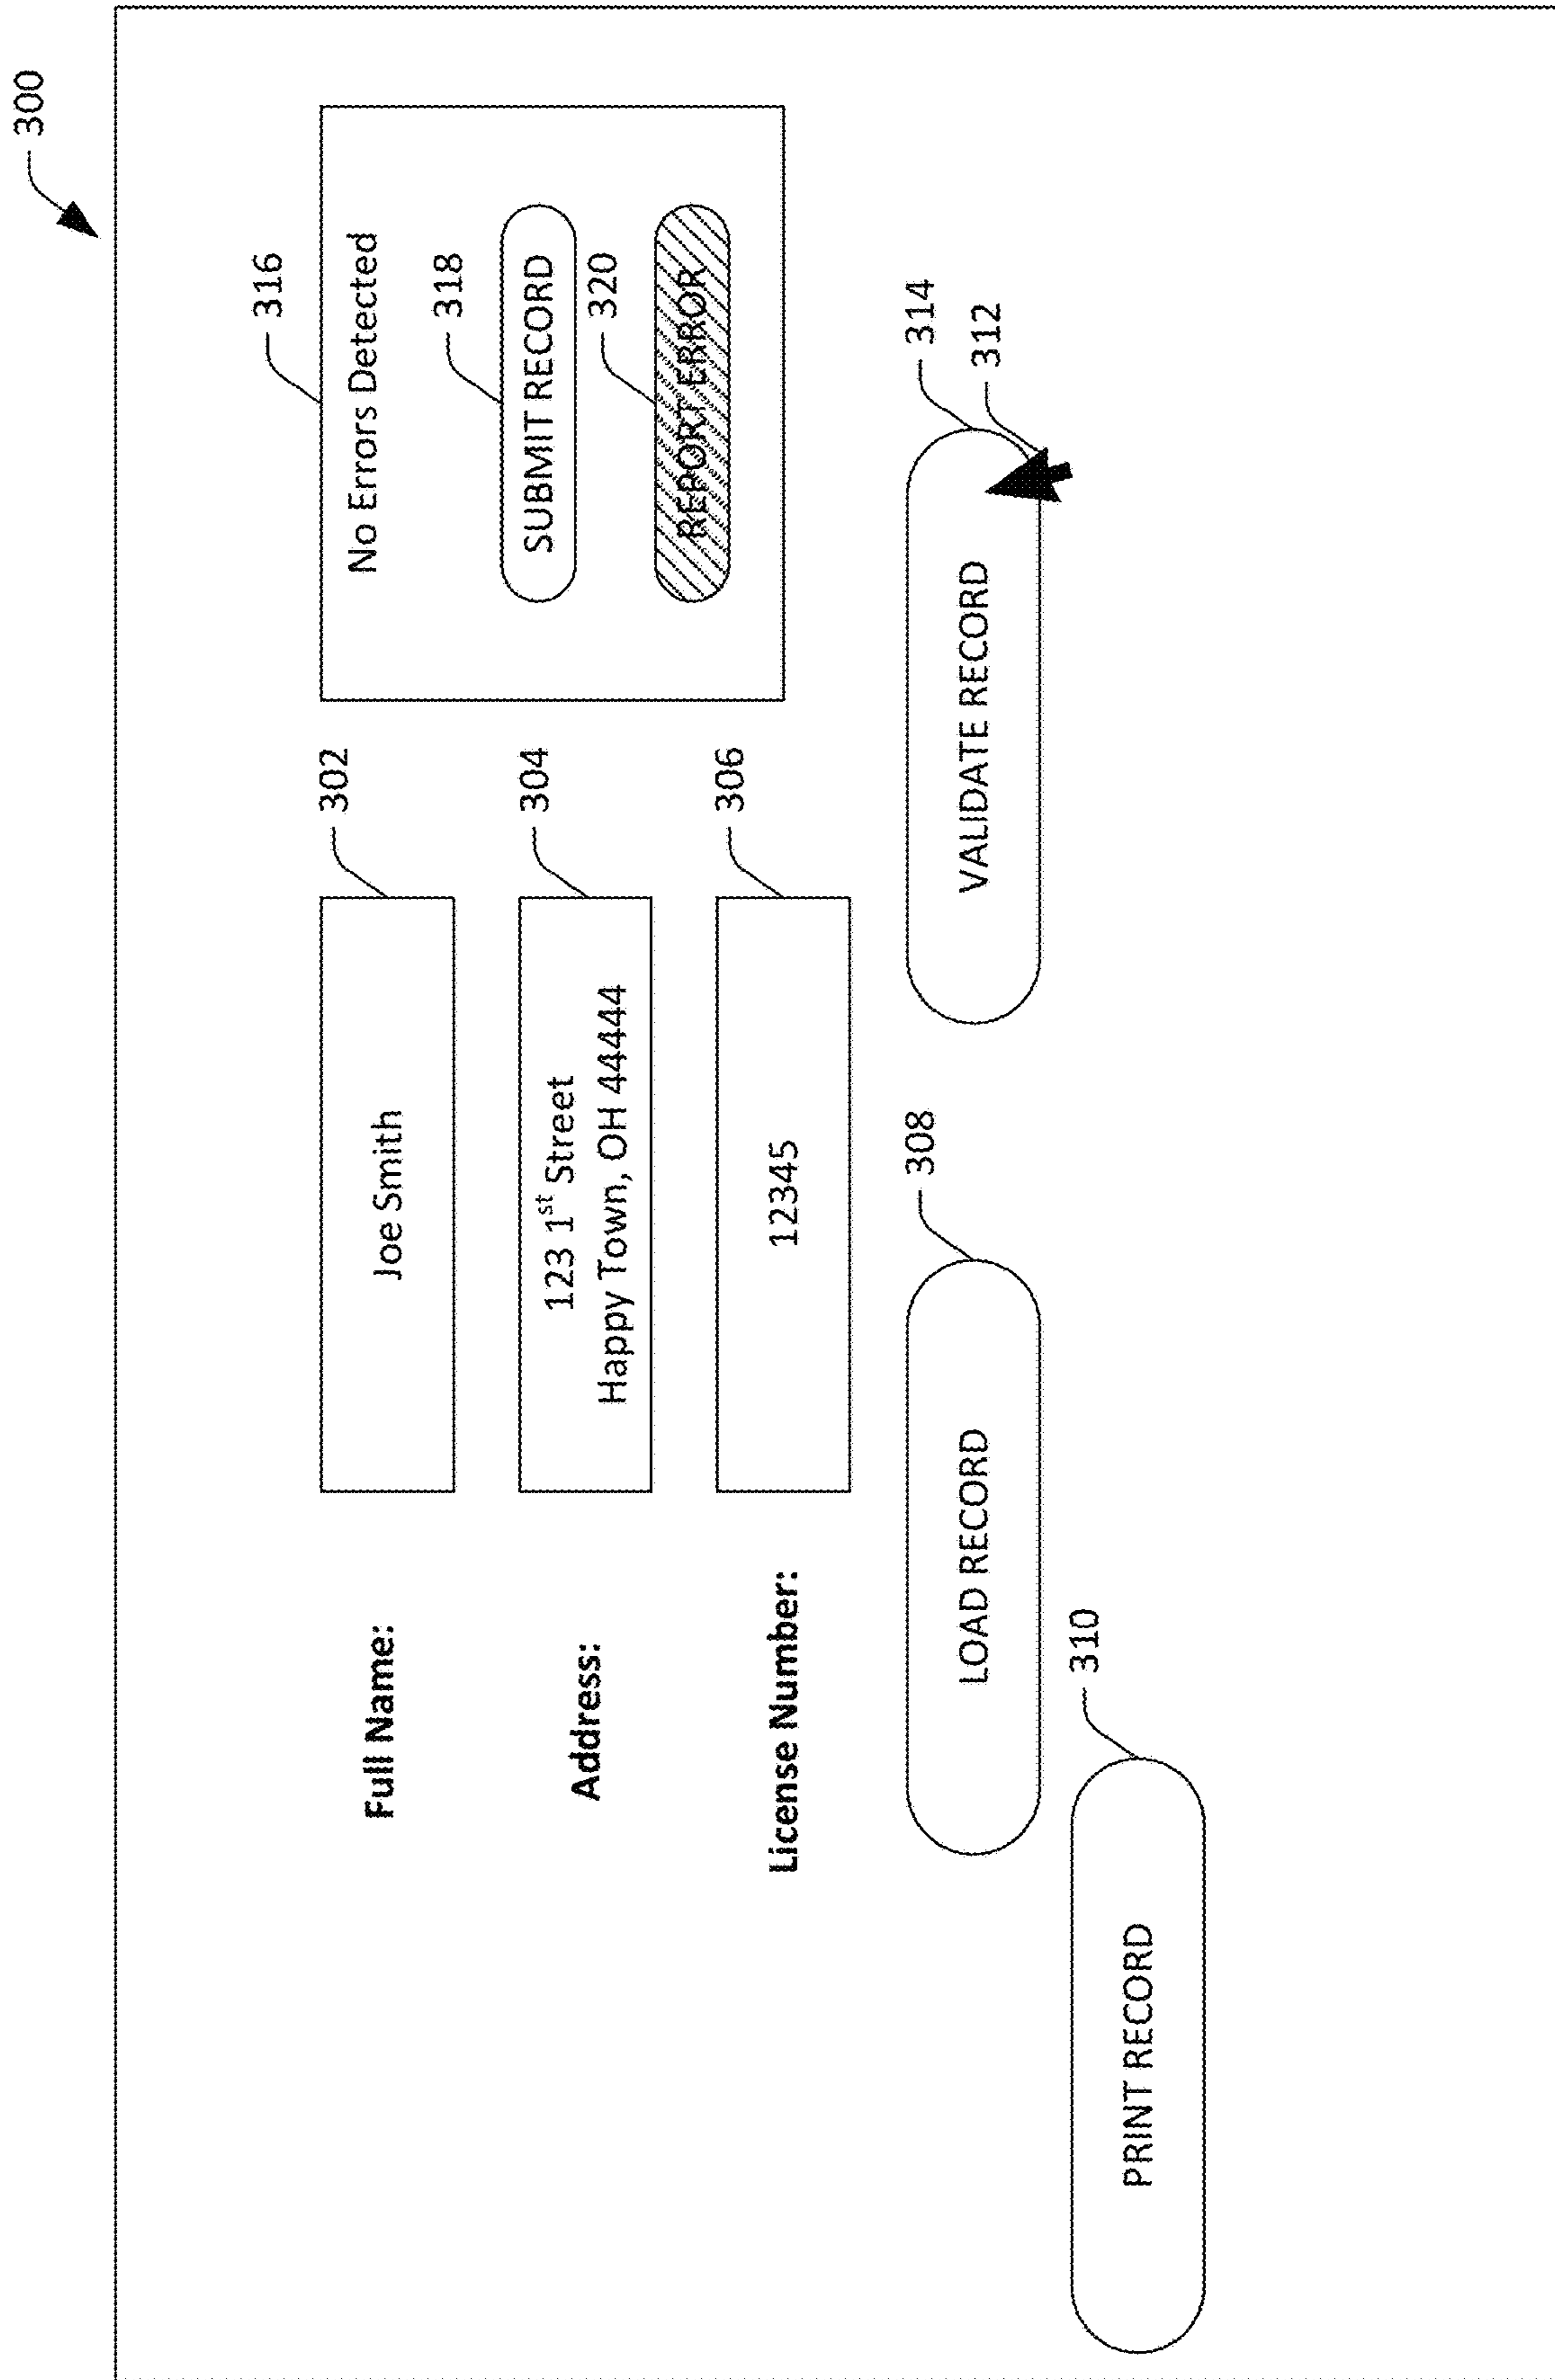 300
316
No Errors Detected
318
SUBMIT RECORD
320
REPORT ERROR
Full Name:
Joe Smith
302
Address:
123 1st Street
Happy Town, OH 44444
304
License Number:
12345
306
LOAD RECORD
308
VALIDATE RECORD
314
312
PRINT RECORD
310